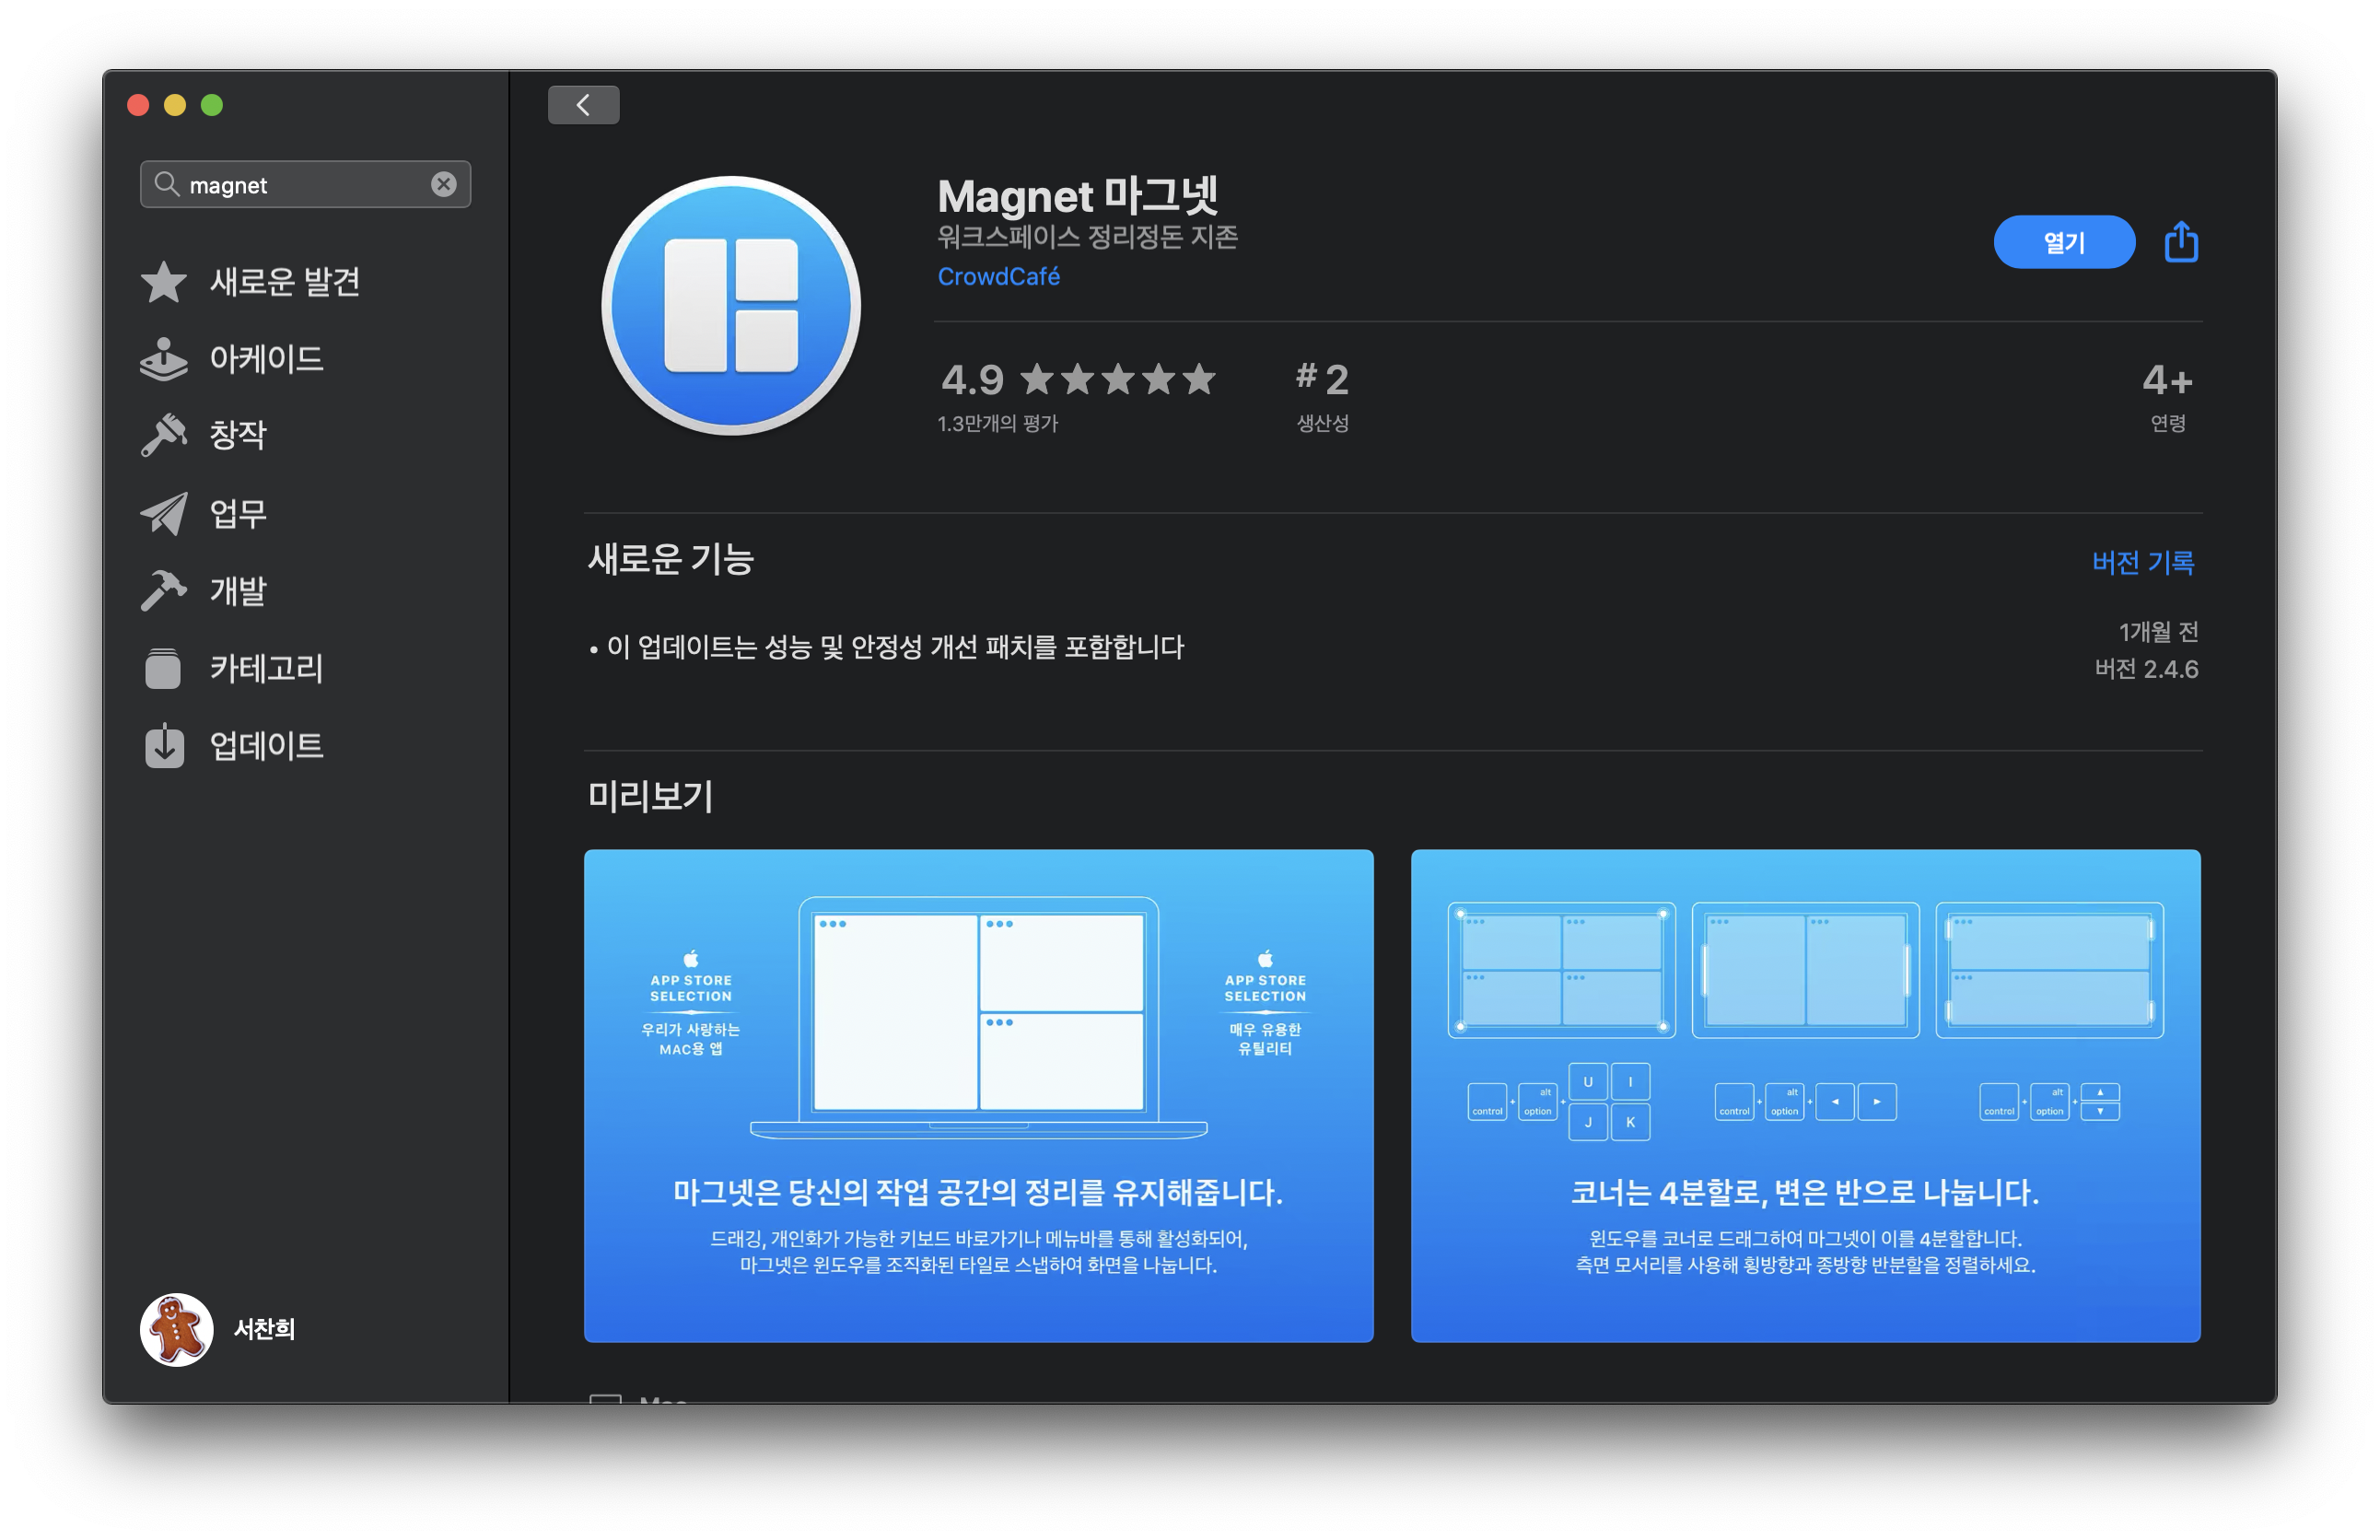 magnet
새로운 발견
아케이드
창작
업무
개발
카테고리
업데이트
서찬희
Magnet 마그넷
워크스페이스 정리정돈 지존
CrowdCafé
열기
4.9
1.3만개의 평가
#2
생산성
4+
연령
새로운 기능
버전 기록
• 이 업데이트는 성능 및 안정성 개선 패치를 포함합니다
1개월 전
버전 2.4.6
미리보기
APP STORE
SELECTION
우리가 사랑하는
MAC용 앱
APP STORE
SELECTION
매우 유용한
유틸리티
마그넷은 당신의 작업 공간의 정리를 유지해줍니다.
드래깅, 개인화가 가능한 키보드 바로가기나 메뉴바를 통해 활성화되어,
마그넷은 윈도우를 조직화된 타일로 스냅하여 화면을 나눕니다.
control + alt option + U I J K
control + alt option + ◄ ►
control + alt option + ▲ ▼
코너는 4분할로, 변은 반으로 나눕니다.
윈도우를 코너로 드래그하여 마그넷이 이를 4분할합니다.
측면 모서리를 사용해 횡방향과 종방향 반분할을 정렬하세요.